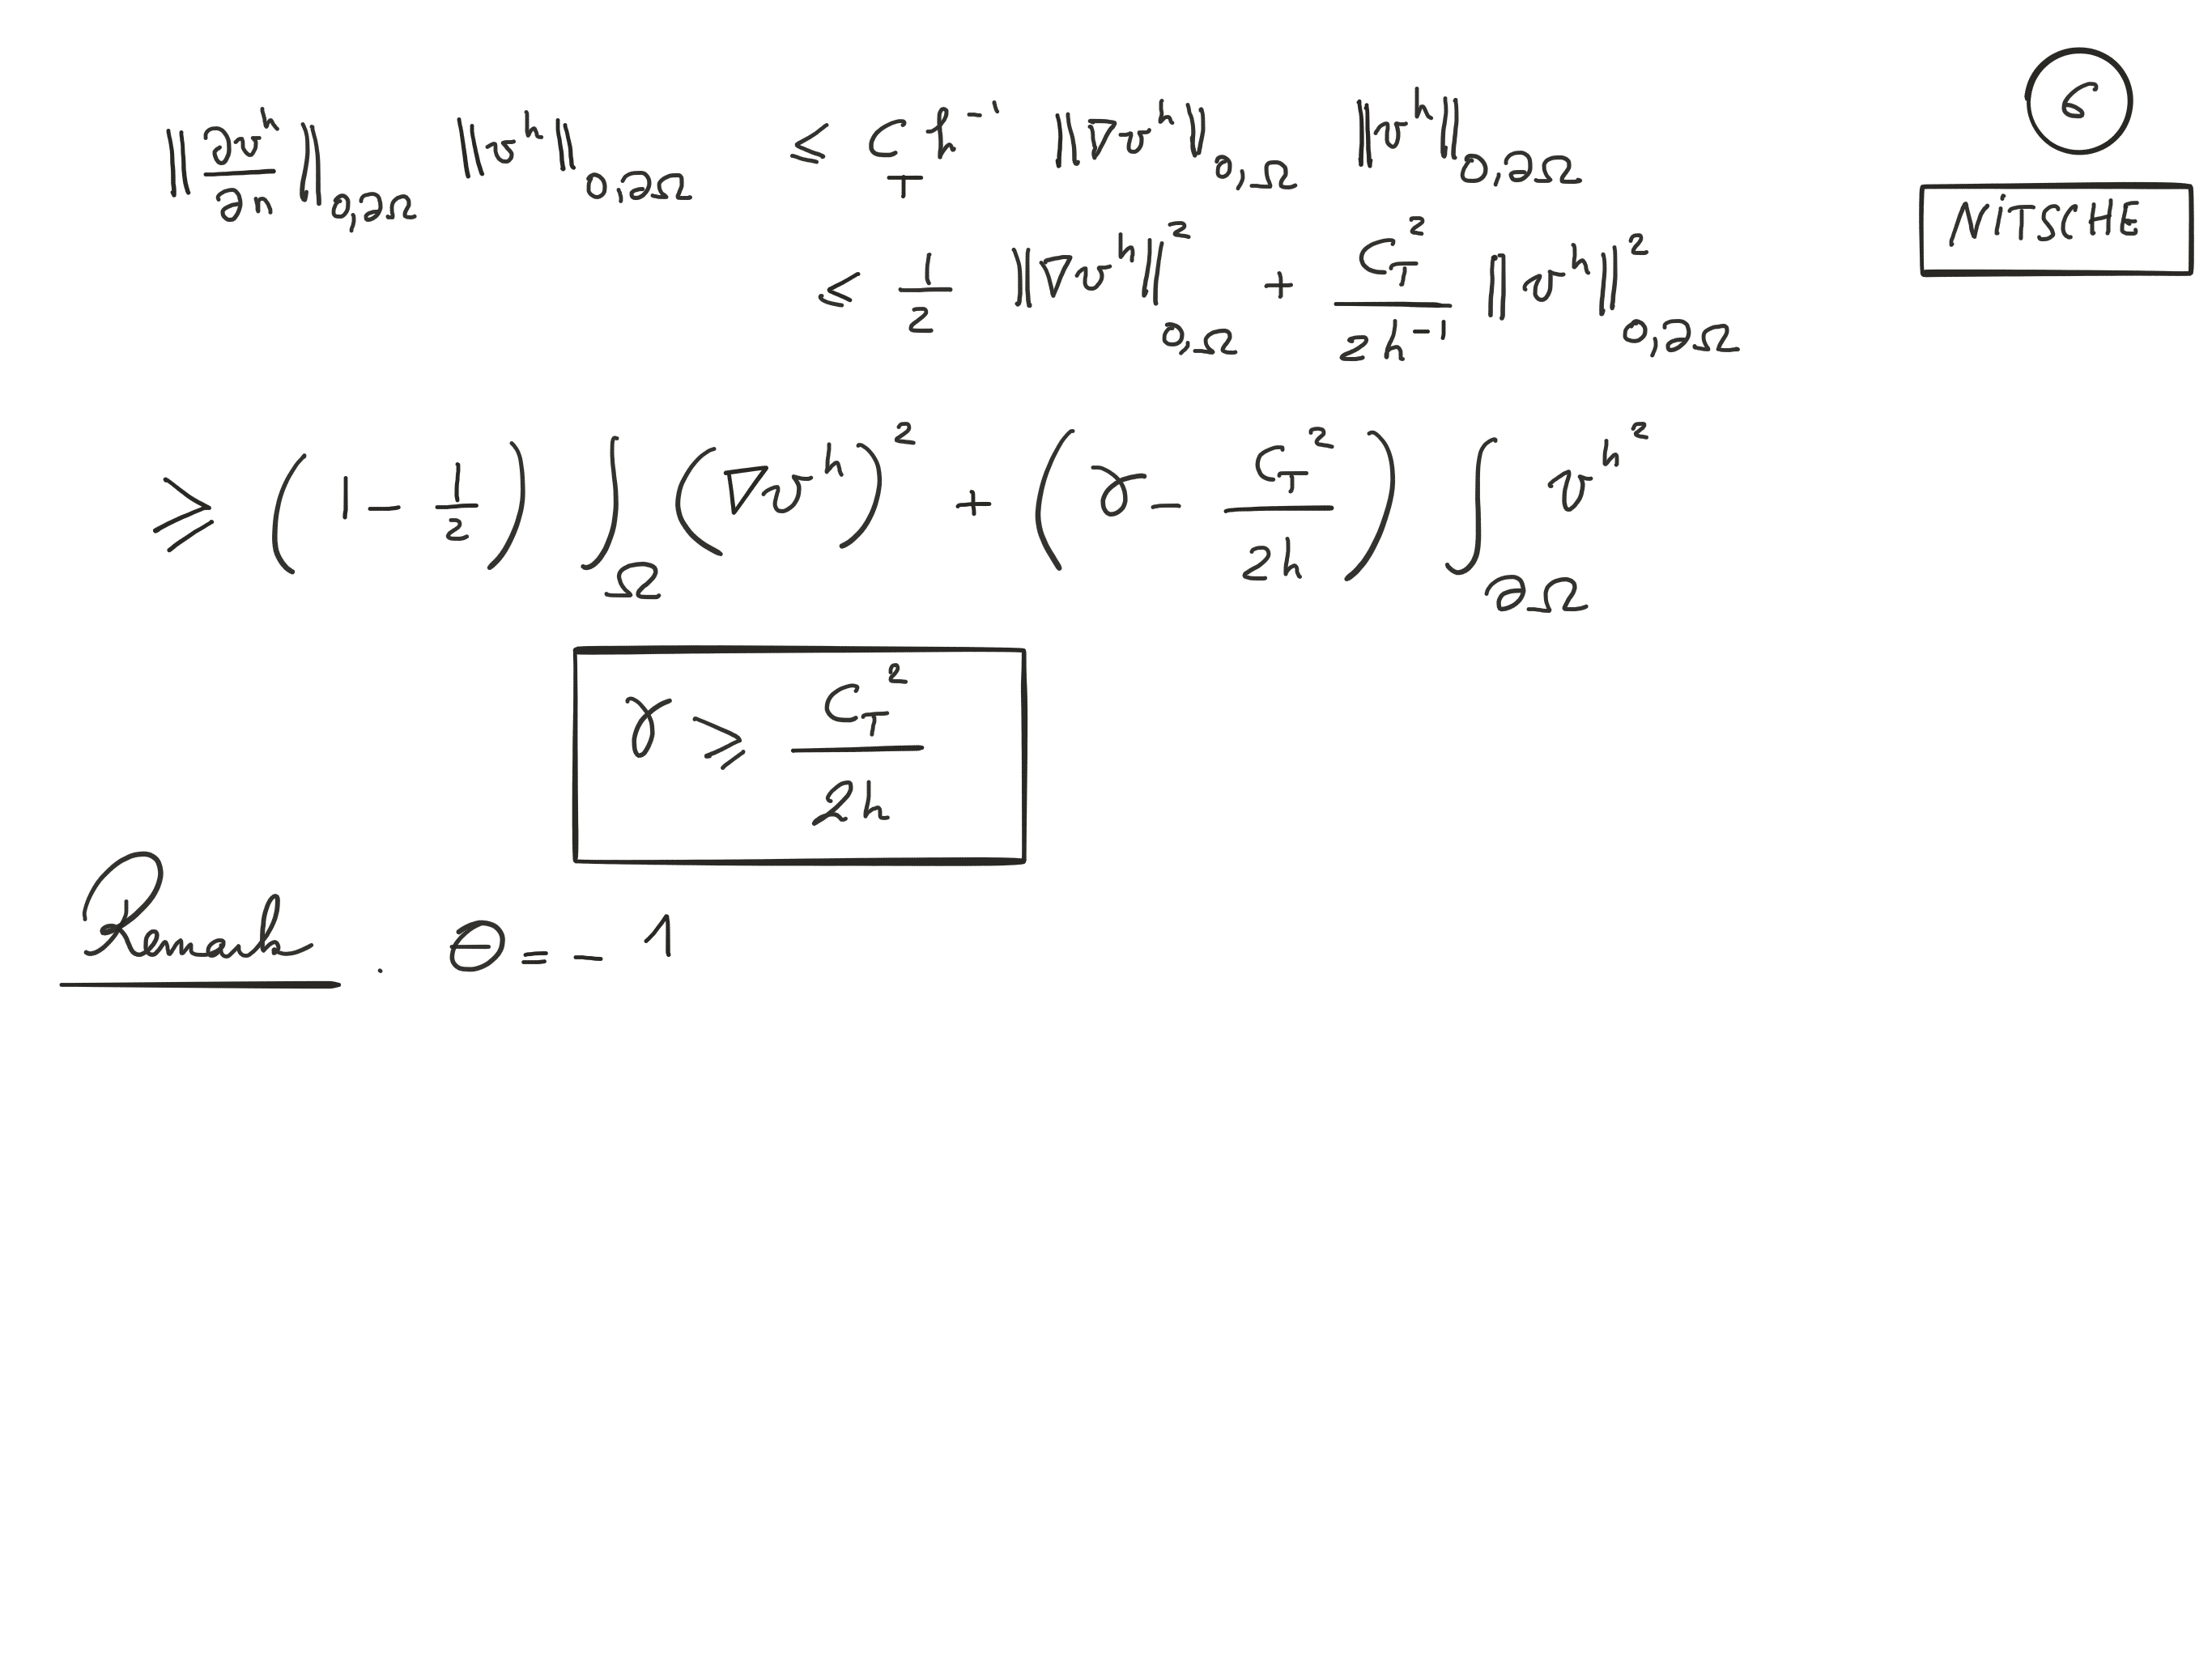 6
NITSCHE
‖∂v^h/∂n‖_{0,∂Ω} ‖v^h‖_{0,∂Ω} ≤ C_T h^{-1} ‖∇v^h‖_{0,Ω} ‖v^h‖_{0,∂Ω}
≤ 1/2 ‖∇v^h‖²_{0,Ω} + C_T²/(2h^{-1}) ‖v^h‖²_{0,∂Ω}
≥ (1 - 1/2) ∫_Ω (∇v^h)² + (γ - C_T²/(2h)) ∫_{∂Ω} v^{h²}
γ ≥ C_T²/(2h)
Remark. θ = -1